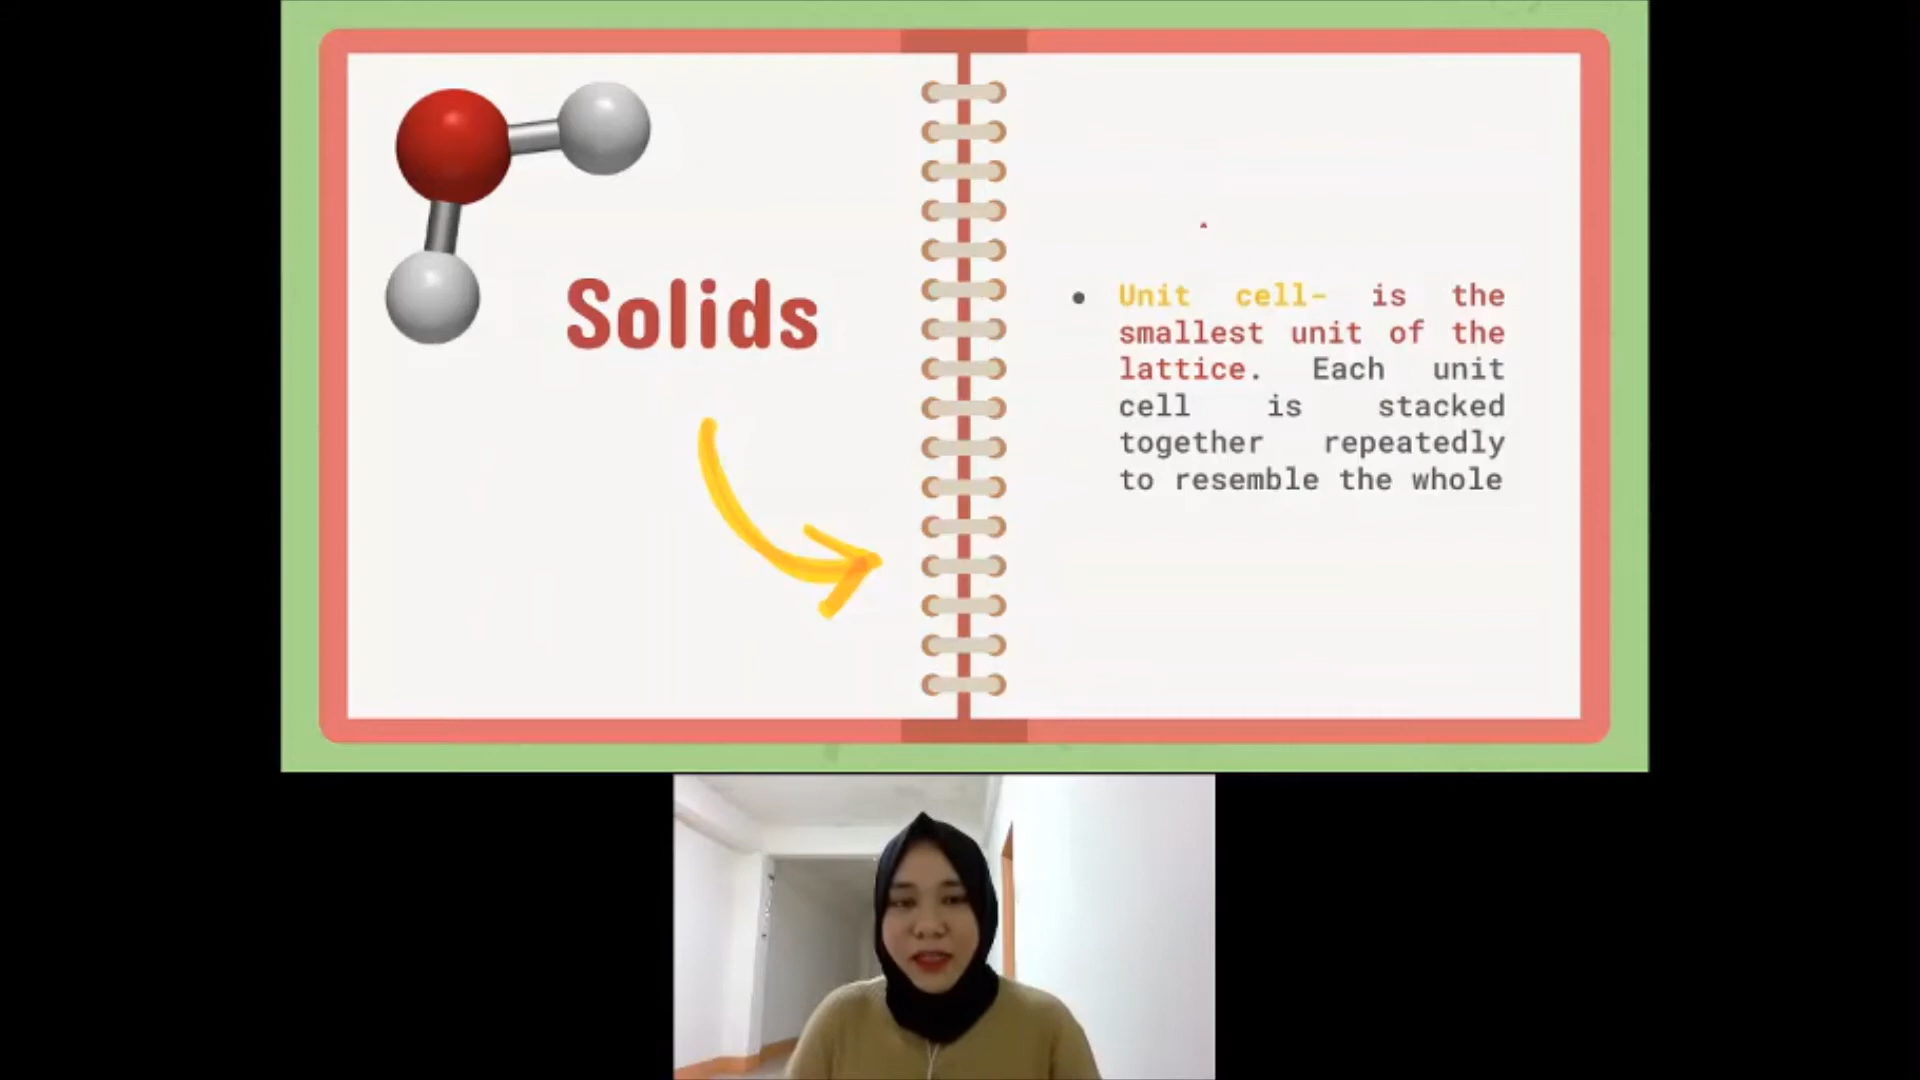 Solids
• Unit cell- is the
smallest unit of the
lattice. Each unit
cell is stacked
together repeatedly
to resemble the whole